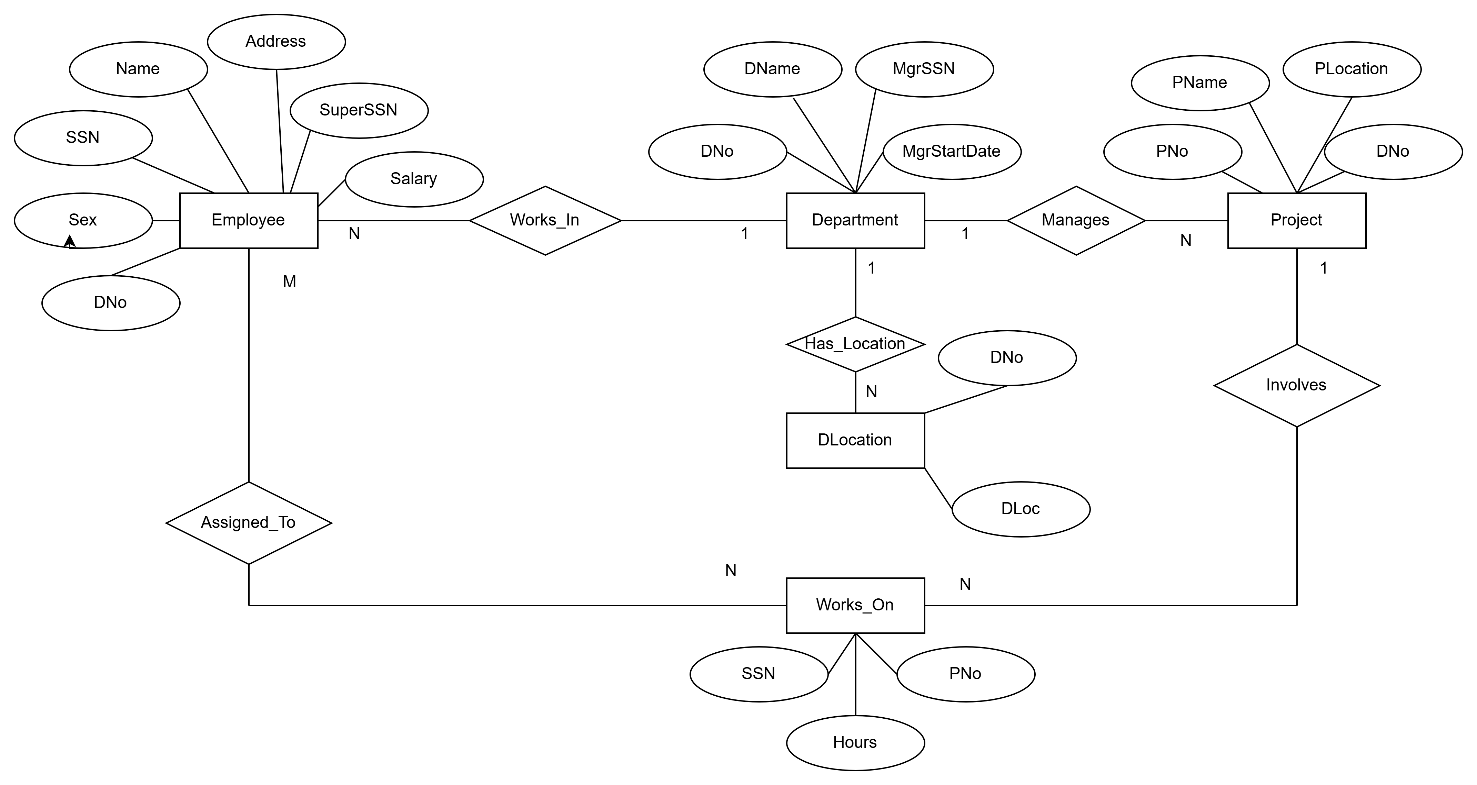 Address
Name
DName
MgrSSN
PLocation
PName
SuperSSN
SSN
DNo
MgrStartDate
PNo
DNo
Salary
Sex
Employee
Works_In
Department
Manages
Project
N
1
1
N
M
1
1
DNo
Has_Location
DNo
Involves
N
DLocation
DLoc
Assigned_To
N
N
Works_On
SSN
PNo
Hours